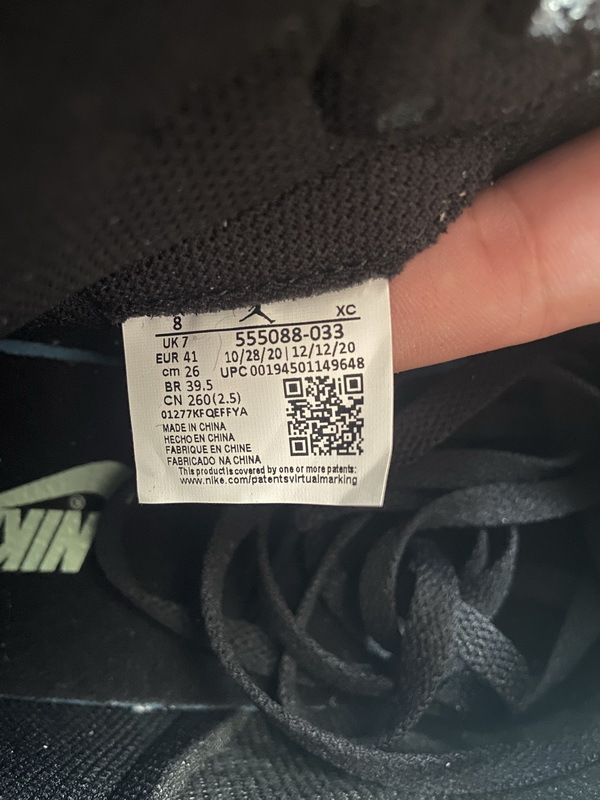 8
XC
UK 7
555088-033
EUR 41
10/28/20 | 12/12/20
cm 26
UPC 00194501149648
BR 39.5
CN 260(2.5)
01277KFQEFFYA
MADE IN CHINA
HECHO EN CHINA
FABRIQUE EN CHINE
FABRICADO NA CHINA
This product is covered by one or more patents:
www.nike.com/patentsvirtualmarking
NIK
®